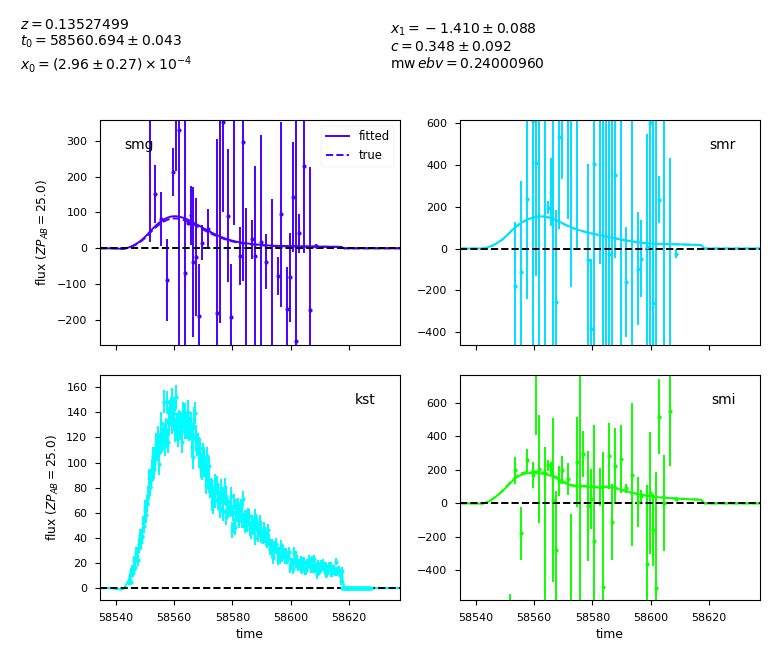 z = 0.13527499
t0 = 58560.694 ± 0.043
x0 = (2.96 ± 0.27) × 10⁻⁴
x1 = −1.410 ± 0.088
c = 0.348 ± 0.092
mw ebv = 0.24000960
smg
fitted
true
300
200
100
0
−100
−200
flux (ZP_AB = 25.0)
smr
600
400
200
0
−200
−400
kst
160
140
120
100
80
60
40
20
0
flux (ZP_AB = 25.0)
58540 58560 58580 58600 58620
time
smi
600
400
200
0
−200
−400
58540 58560 58580 58600 58620
time